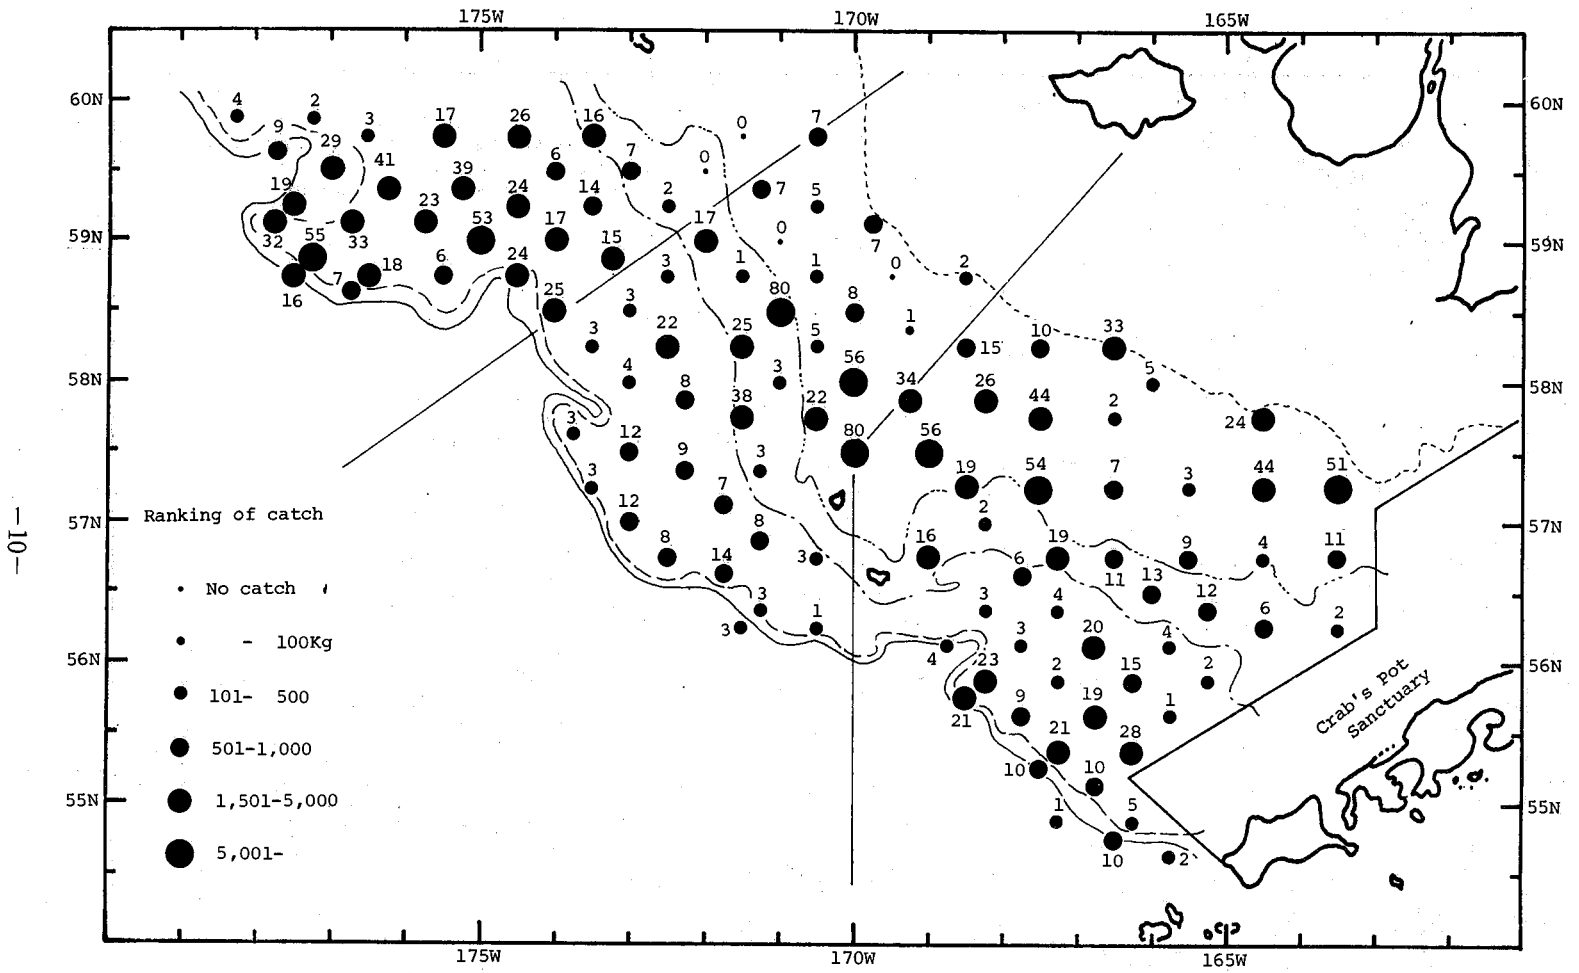 175W 170W 165W
60N 60N
4 2 3 17 26 16 0 7
9 29 41 39 6 7 0
19 23 24 14 2 7 5
32 55 33 53 17 15 17 0 7
16 7 18 6 24 3 1 1 0 2
59N 59N
25 3 80 8
3 22 25 5 1 15 10 33
58N 58N
4 8 3 56 34 26 44 2 5
38 22 24
3 12 80 56
9 3 19 54 7 3 44 51
3 7 2
57N 57N
12 8 16 19 11 9 4 11
8 14 3 6 13 12
3 3 4 6 2
3 1 3 20 4
56N 56N
4 23 2 15 2
21 9 19 1
21 28
10 10
55N 55N
1 5
10 2
Ranking of catch
No catch
- 100Kg
101- 500
501-1,000
1,501-5,000
5,001-
Crab's Pot
Sanctuary
175W 170W 165W
—10—